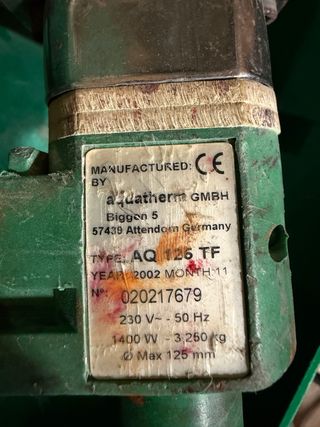 MANUFACTURED: CE
BY
aquatherm GMBH
Biggen 5
57439 Attendorn Germany
TYPE: AQ 125 TF
YEAR: 2002 MONTH: 11
N°: 020217679
230 V~ - 50 Hz
1400 W - 3,250 kg
Ø Max 125 mm